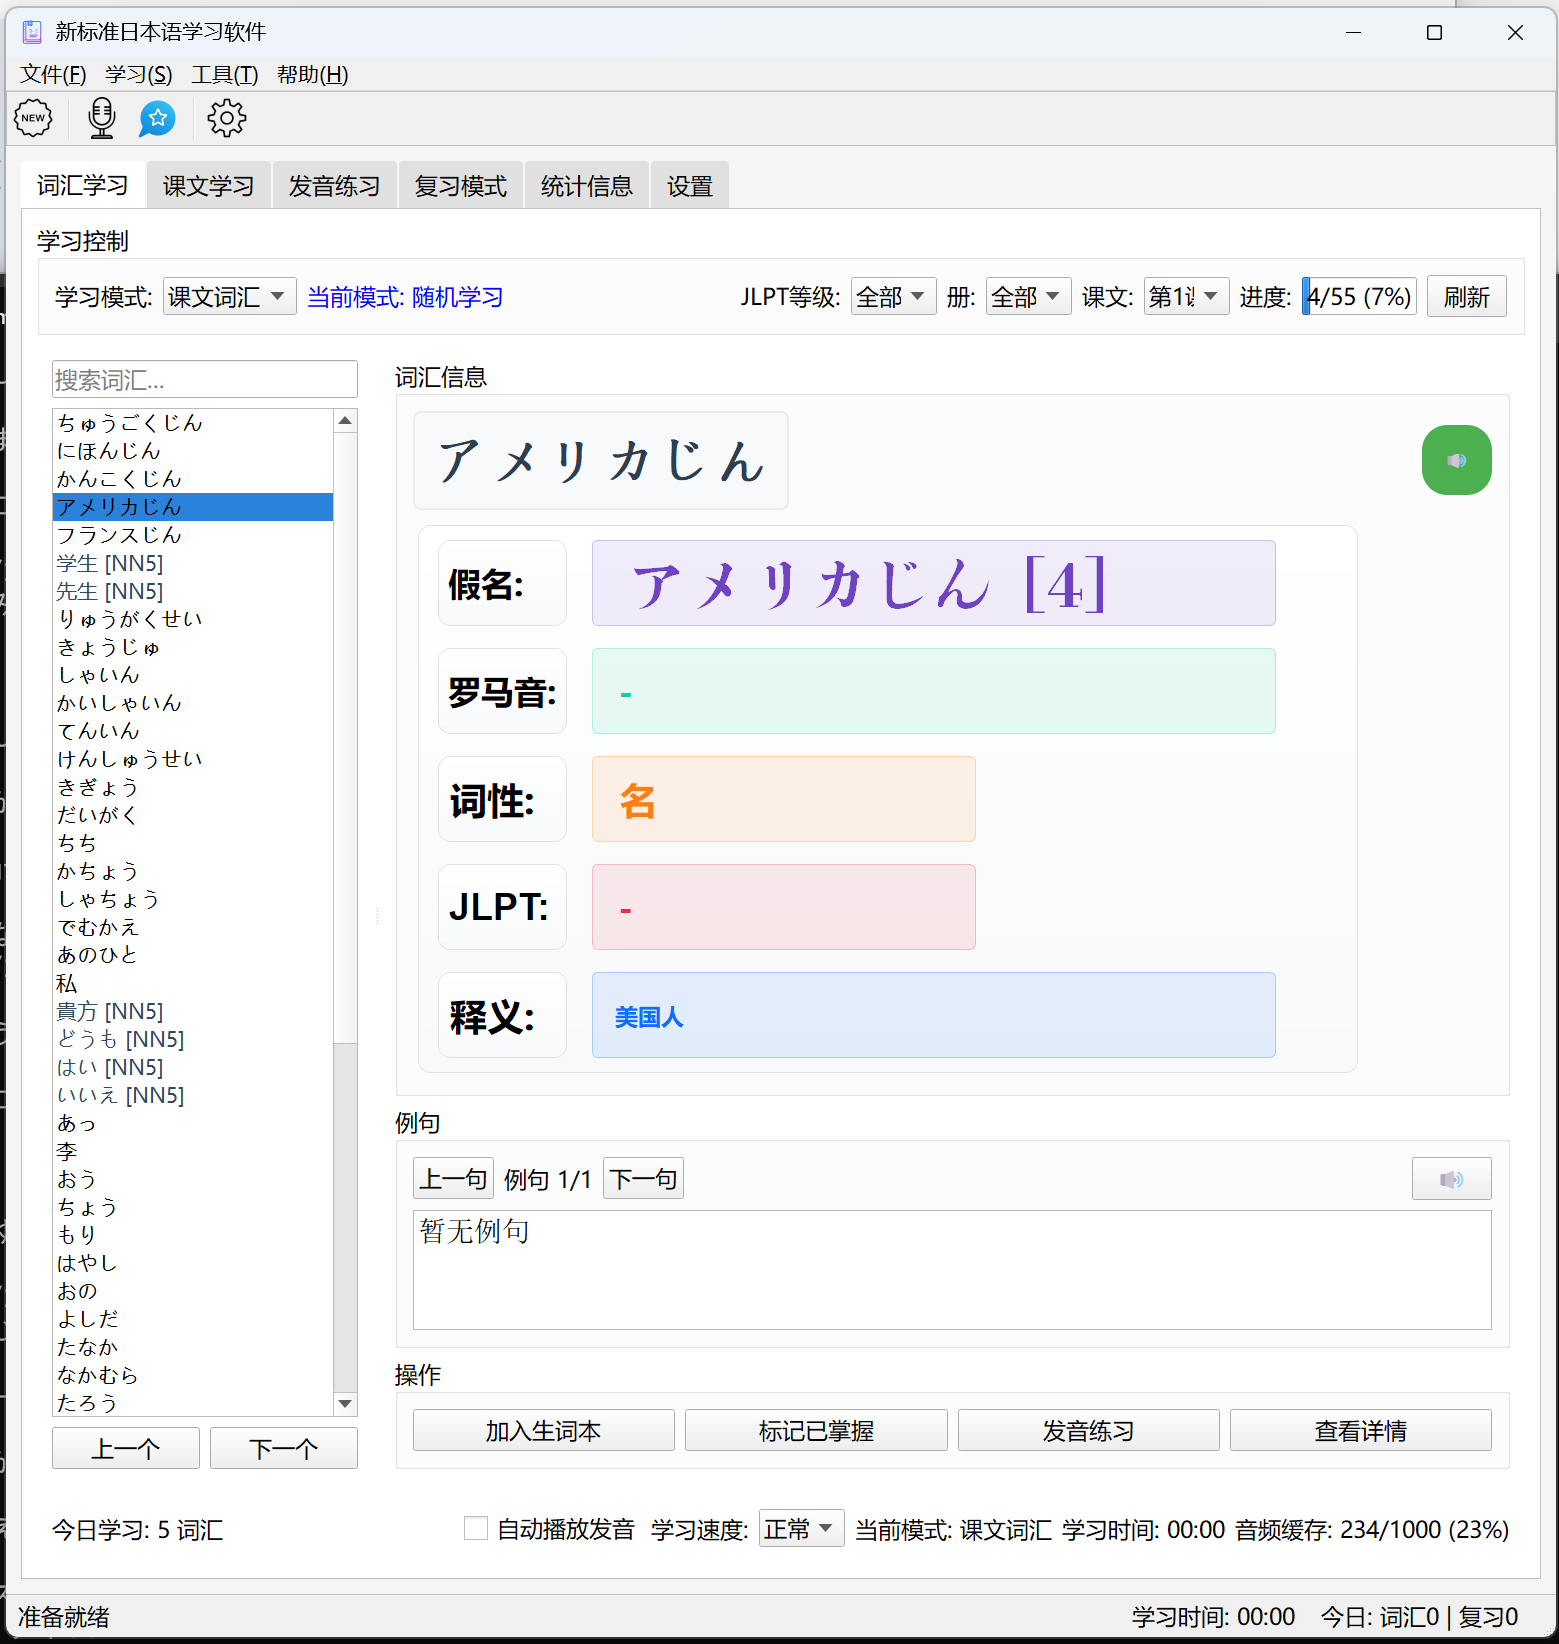 新标准日本语学习软件
文件(F) 学习(S) 工具(T) 帮助(H)
NEW
词汇学习 课文学习 发音练习 复习模式 统计信息 设置
学习控制
学习模式: 课文词汇 当前模式: 随机学习 JLPT等级: 全部 册: 全部 课文: 第1 进度: 4/55 (7%) 刷新
搜索词汇...
ちゅうごくじん
にほんじん
かんこくじん
アメリカじん
フランスじん
学生 [NN5]
先生 [NN5]
りゅうがくせい
きょうじゅ
しゃいん
かいしゃいん
てんいん
けんしゅうせい
きぎょう
だいがく
ちち
かちょう
しゃちょう
でむかえ
あのひと
私
貴方 [NN5]
どうも [NN5]
はい [NN5]
いいえ [NN5]
あっ
李
おう
ちょう
もり
はやし
おの
よしだ
たなか
なかむら
たろう
上一个 下一个
词汇信息
アメリカじん
假名: アメリカじん [4]
罗马音: -
词性: 名
JLPT: -
释义: 美国人
例句
上一句 例句 1/1 下一句
暂无例句
操作
加入生词本 标记已掌握 发音练习 查看详情
今日学习: 5 词汇 自动播放发音 学习速度: 正常 当前模式: 课文词汇 学习时间: 00:00 音频缓存: 234/1000 (23%)
准备就绪 学习时间: 00:00 今日: 词汇0 | 复习0